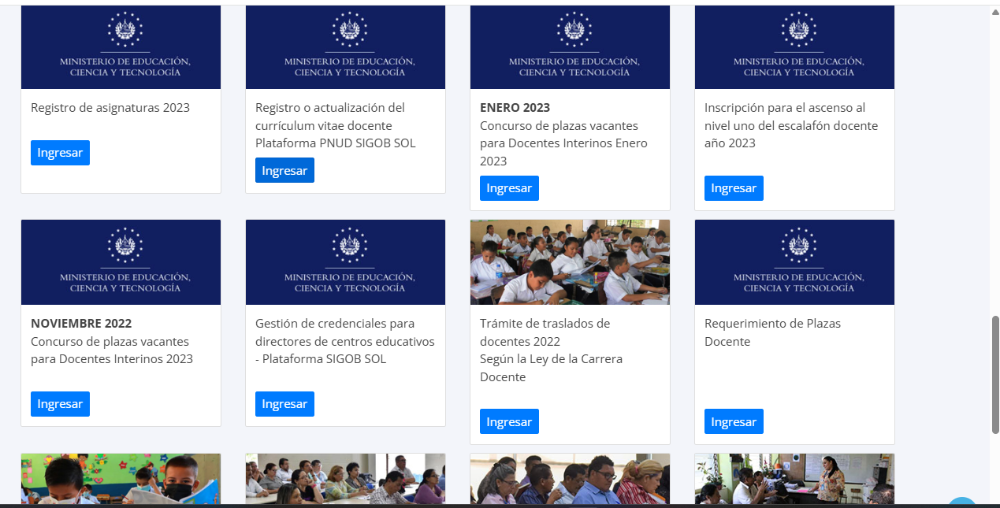 MINISTERIO DE EDUCACIÓN,
CIENCIA Y TECNOLOGÍA
Registro de asignaturas 2023
Ingresar
MINISTERIO DE EDUCACIÓN,
CIENCIA Y TECNOLOGÍA
Registro o actualización del
currículum vitae docente
Plataforma PNUD SIGOB SOL
Ingresar
MINISTERIO DE EDUCACIÓN,
CIENCIA Y TECNOLOGÍA
ENERO 2023
Concurso de plazas vacantes
para Docentes Interinos Enero
2023
Ingresar
MINISTERIO DE EDUCACIÓN,
CIENCIA Y TECNOLOGÍA
Inscripción para el ascenso al
nivel uno del escalafón docente
año 2023
Ingresar
MINISTERIO DE EDUCACIÓN,
CIENCIA Y TECNOLOGÍA
NOVIEMBRE 2022
Concurso de plazas vacantes
para Docentes Interinos 2023
Ingresar
MINISTERIO DE EDUCACIÓN,
CIENCIA Y TECNOLOGÍA
Gestión de credenciales para
directores de centros educativos
- Plataforma SIGOB SOL
Ingresar
Trámite de traslados de
docentes 2022
Según la Ley de la Carrera
Docente
Ingresar
MINISTERIO DE EDUCACIÓN,
CIENCIA Y TECNOLOGÍA
Requerimiento de Plazas
Docente
Ingresar